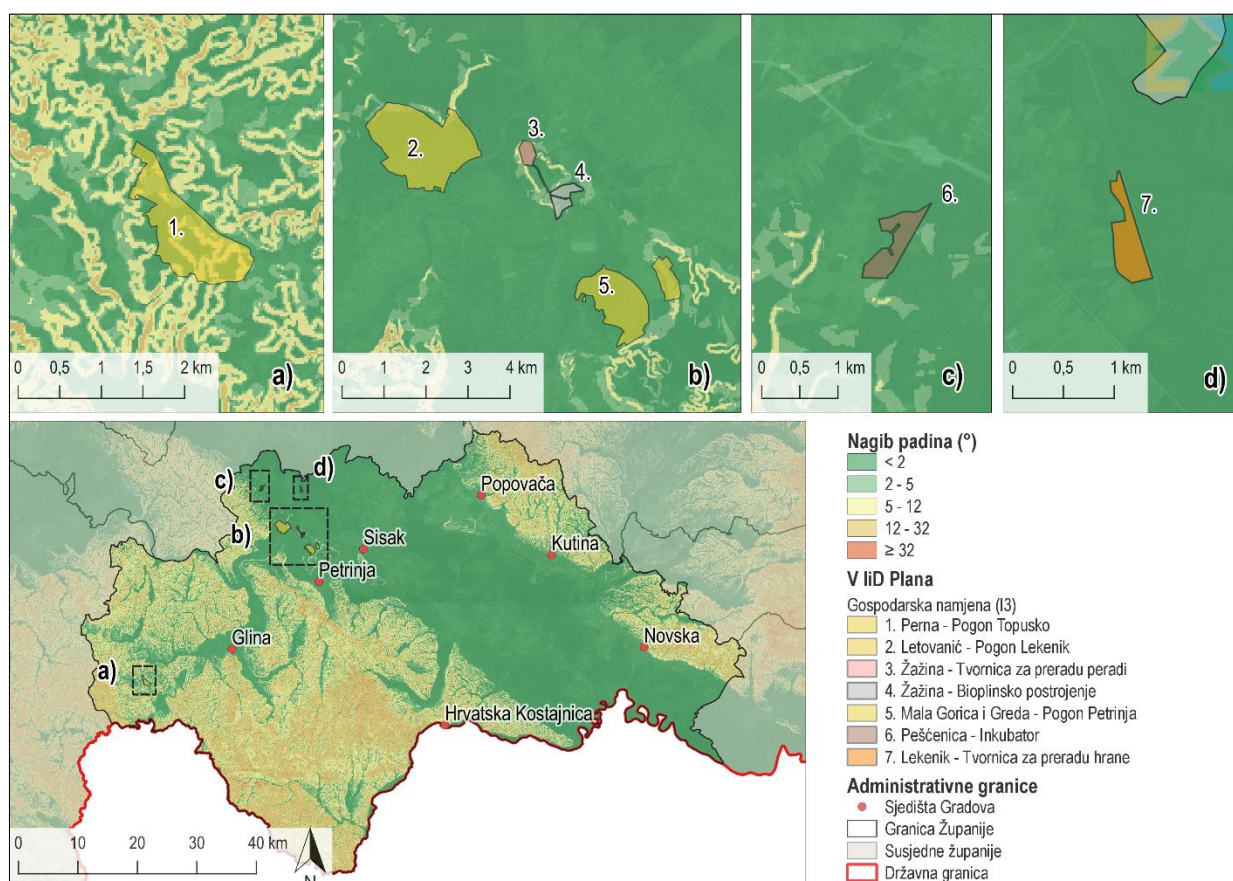 1.
0 0,5 1 1,5 2 km
a)
2.
3.
4.
5.
0 1 2 3 4 km
b)
6.
0 0,5 1 km
c)
7.
0 0,5 1 km
d)
c)
d)
b)
a)
Popovača
Sisak
Kutina
Petrinja
Glina
Novska
Hrvatska Kostajnica
0 10 20 30 40 km
N
Nagib padina (°)
< 2
2 - 5
5 - 12
12 - 32
≥ 32
V IiD Plana
Gospodarska namjena (I3)
1. Perna - Pogon Topusko
2. Letovanić - Pogon Lekenik
3. Žažina - Tvornica za preradu peradi
4. Žažina - Bioplinsko postrojenje
5. Mala Gorica i Greda - Pogon Petrinja
6. Pešćenica - Inkubator
7. Lekenik - Tvornica za preradu hrane
Administrativne granice
Sjedišta Gradova
Granica Županije
Susjedne županije
Državna granica